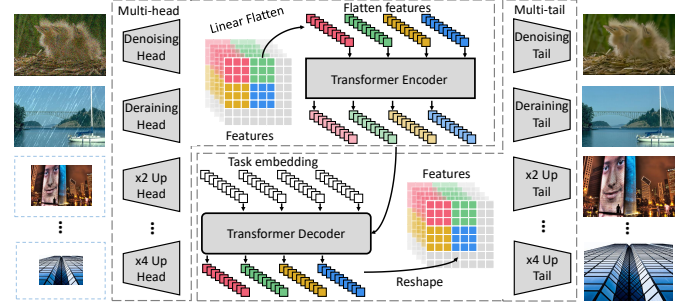 Multi-head
Denoising
Head
Deraining
Head
x2 Up
Head
...
x4 Up
Head
Linear Flatten
Flatten features
Features
Transformer Encoder
Task embedding
Transformer Decoder
Features
Reshape
Multi-tail
Denoising
Tail
Deraining
Tail
x2 Up
Tail
...
x4 Up
Tail